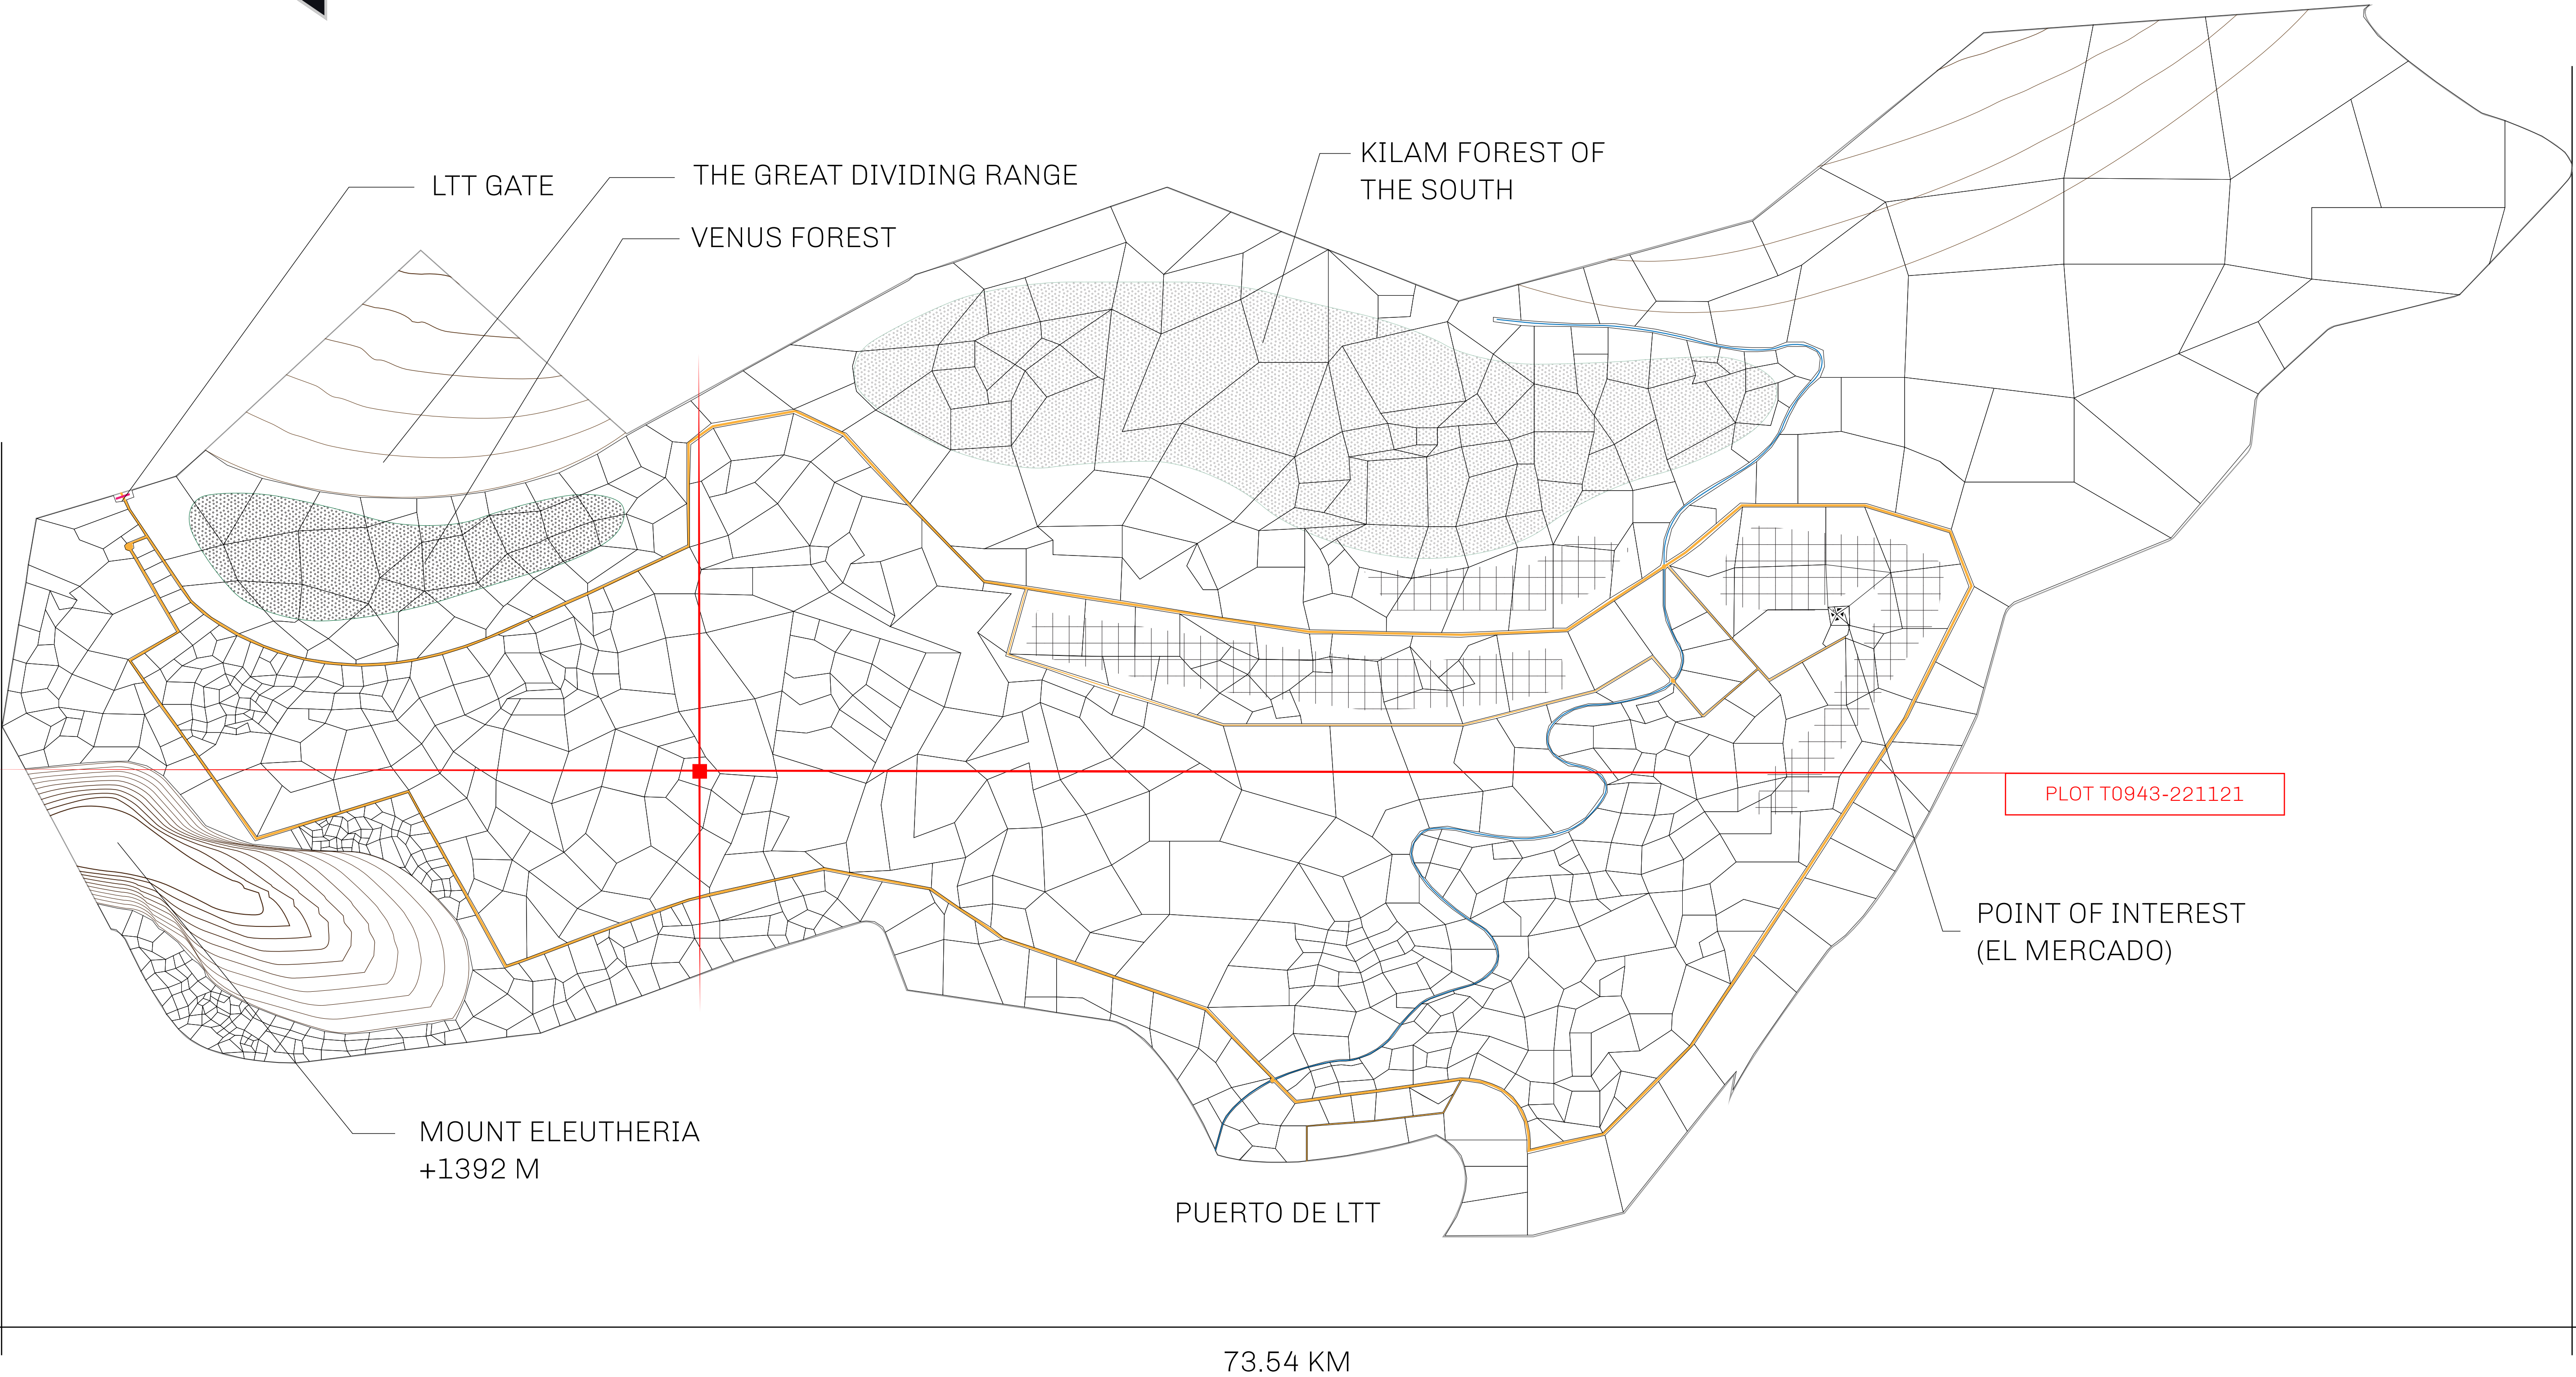 LTT GATE
THE GREAT DIVIDING RANGE
VENUS FOREST
KILAM FOREST OF
THE SOUTH
PLOT T0943-221121
POINT OF INTEREST
(EL MERCADO)
MOUNT ELEUTHERIA
+1392 M
PUERTO DE LTT
73.54 KM